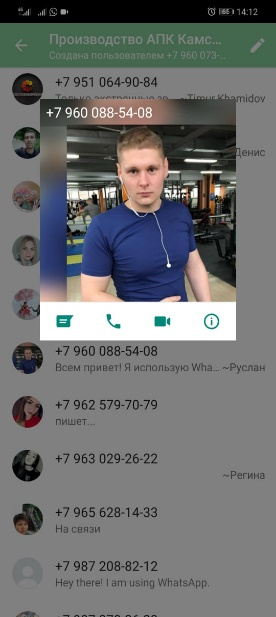 14:12
Производство АПК Камс...
Создана пользователем +7 960 073-...
+7 951 064-90-84
Только экстренные зв... ~Timur Khamidov
+7 960 088-54-08
Денис
+7 960 088-54-08
Всем привет! Я использую Wha... ~Руслан
+7 962 579-70-79
пишет...
+7 963 029-26-22
~Регина
+7 965 628-14-33
На связи
+7 987 208-82-12
Hey there! I am using WhatsApp.